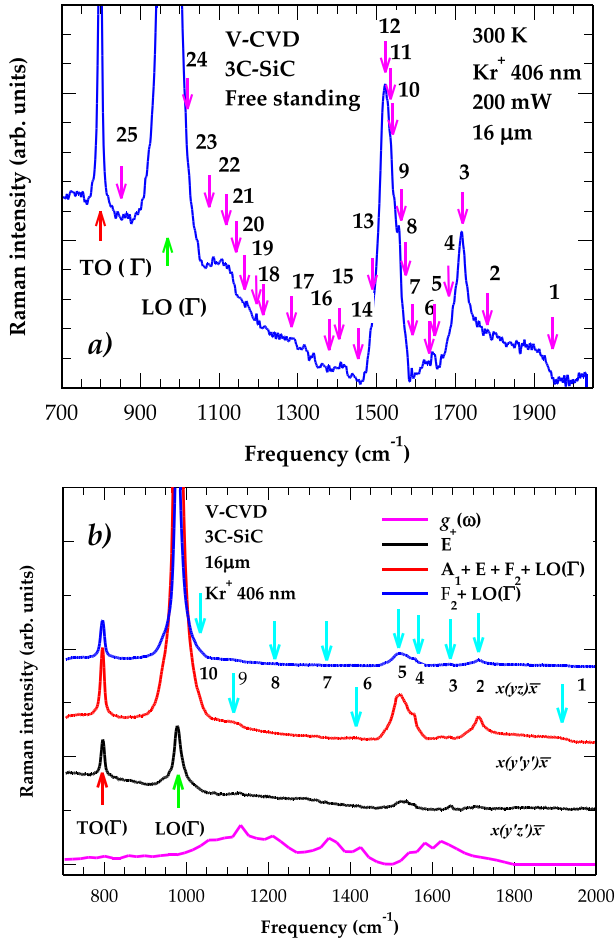 V-CVD
3C-SiC
Free standing
300 K
Kr+ 406 nm
200 mW
16 μm
12
11
10
24
25
23
22
21
20
19
18
17
16
15
14
13
9
8
7
6
5
4
3
2
1
TO ( Γ )
LO (Γ)
a)
Raman intensity (arb. units)
700 900 1100 1300 1500 1700 1900
Frequency (cm-1)
b)
V-CVD
3C-SiC
16μm
Kr+ 406 nm
g+(ω)
E
A1 + E + F2 + LO(Γ)
F2 + LO(Γ)
x(yz)x̅
10 9 8 7 6 5 4 3 2 1
x(y'y')x̅
TO(Γ)
LO(Γ)
x(y'z')x̅
Raman intensity (arb. units)
800 1000 1200 1400 1600 1800 2000
Frequency (cm-1)